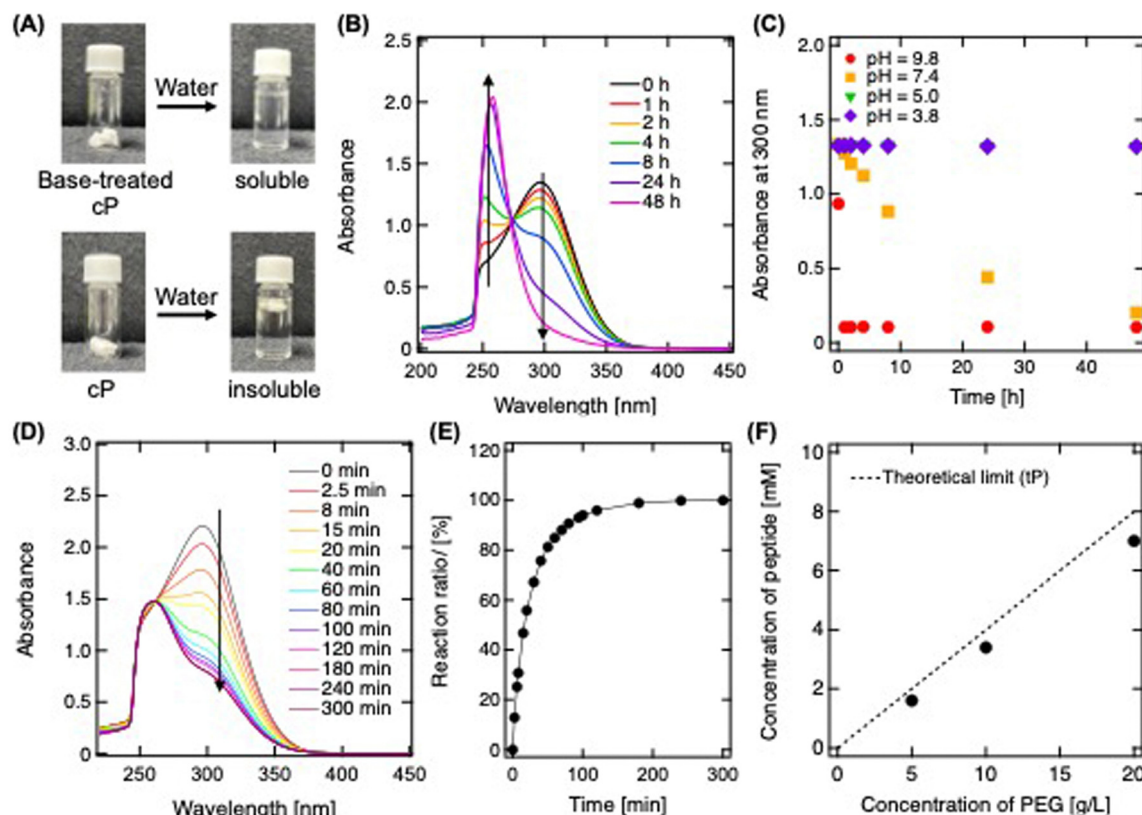 (A)
Water
Base-treated
cP
soluble
Water
cP
insoluble
(B)
2.5
2.0
1.5
1.0
0.5
0
Absorbance
0 h
1 h
2 h
4 h
8 h
24 h
48 h
200 250 300 350 400 450
Wavelength [nm]
(C)
2.0
1.5
1.0
0.5
0
Absorbance at 300 nm
pH = 9.8
pH = 7.4
pH = 5.0
pH = 3.8
0 10 20 30 40
Time [h]
(D)
3.0
2.5
2.0
1.5
1.0
0.5
0
Absorbance
0 min
2.5 min
8 min
15 min
20 min
40 min
60 min
80 min
100 min
120 min
180 min
240 min
300 min
250 300 350 400 450
Wavelength [nm]
(E)
120
100
80
60
40
20
0
Reaction ratio/ [%]
0 100 200 300
Time [min]
(F)
10
8
6
4
2
0
Concentration of peptide [mM]
Theoretical limit (tP)
0 5 10 15 20
Concentration of PEG [g/L]